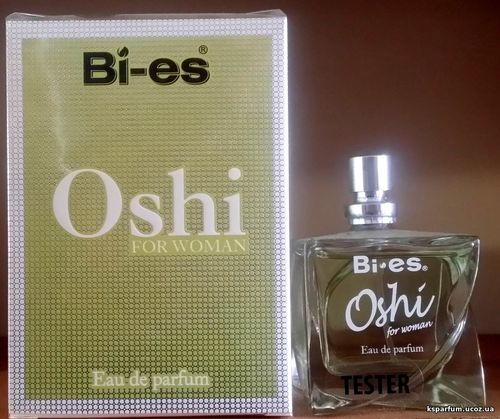 Bi-es®
Oshi
FOR WOMAN
Eau de parfum
Bi-es®
Oshi
for woman
Eau de parfum
TESTER
ksparfum.ucoz.ua